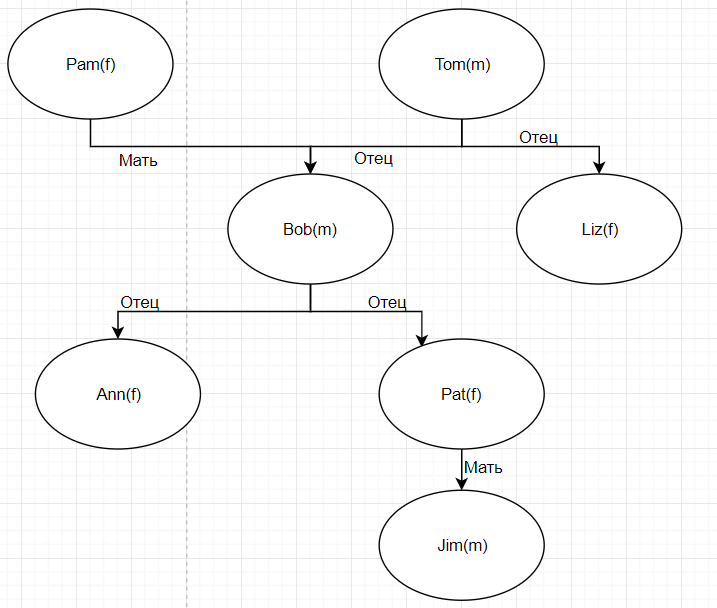 Pam(f)
Tom(m)
Мать
Отец
Отец
Bob(m)
Liz(f)
Отец
Отец
Ann(f)
Pat(f)
Мать
Jim(m)